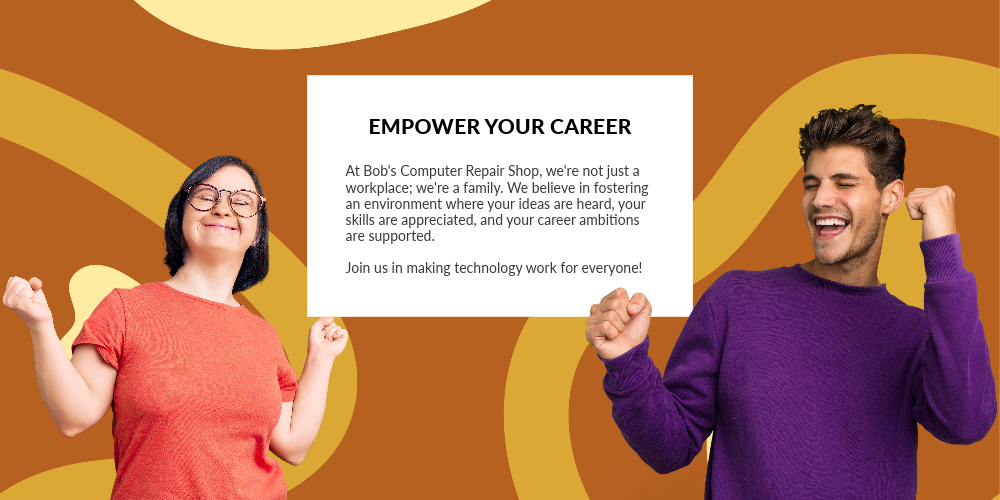 EMPOWER YOUR CAREER
At Bob's Computer Repair Shop, we're not just a
workplace; we're a family. We believe in fostering
an environment where your ideas are heard, your
skills are appreciated, and your career ambitions
are supported.
Join us in making technology work for everyone!